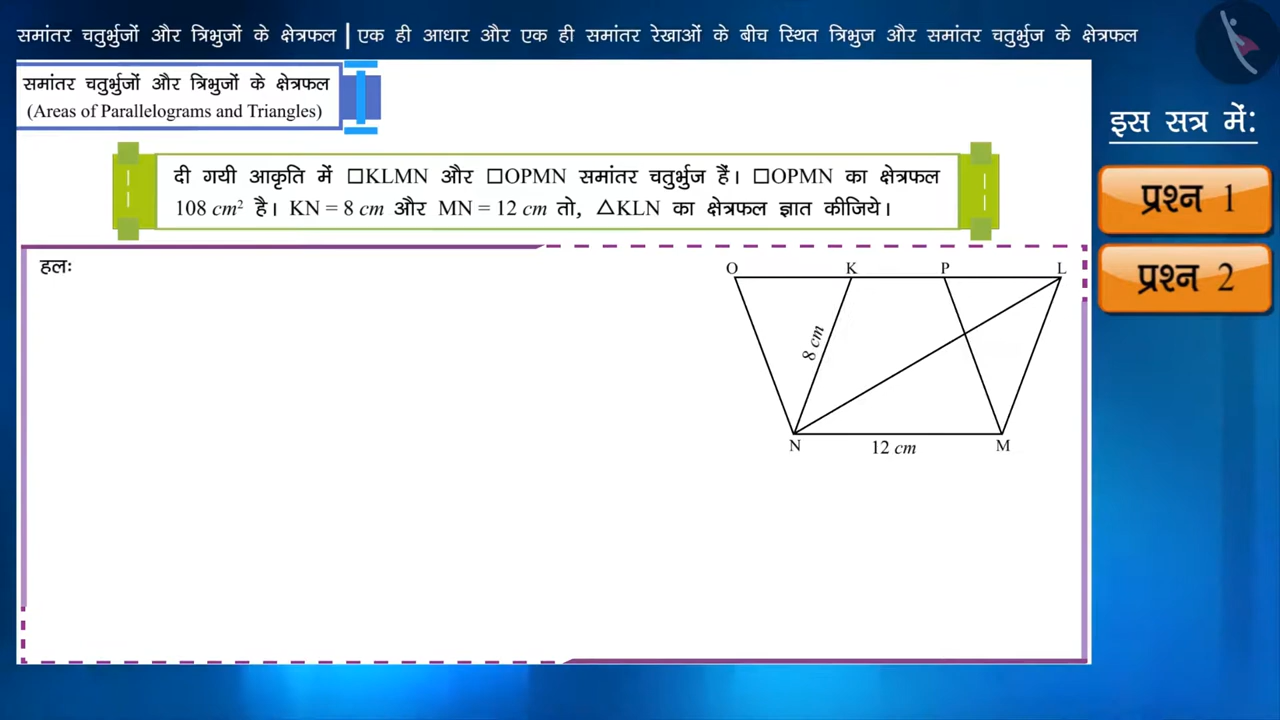 समांतर चतुर्भुजों और त्रिभुजों के क्षेत्रफल | एक ही आधार और एक ही समांतर रेखाओं के बीच स्थित त्रिभुज और समांतर चतुर्भुज के क्षेत्रफल
समांतर चतुर्भुजों और त्रिभुजों के क्षेत्रफल
(Areas of Parallelograms and Triangles)
इस सत्र में:
प्रश्न 1
प्रश्न 2
दी गयी आकृति में □KLMN और □OPMN समांतर चतुर्भुज हैं। □OPMN का क्षेत्रफल
108 cm² है। KN = 8 cm और MN = 12 cm तो, △KLN का क्षेत्रफल ज्ञात कीजिये।
हलः
O K P L
8 cm
N M
12 cm